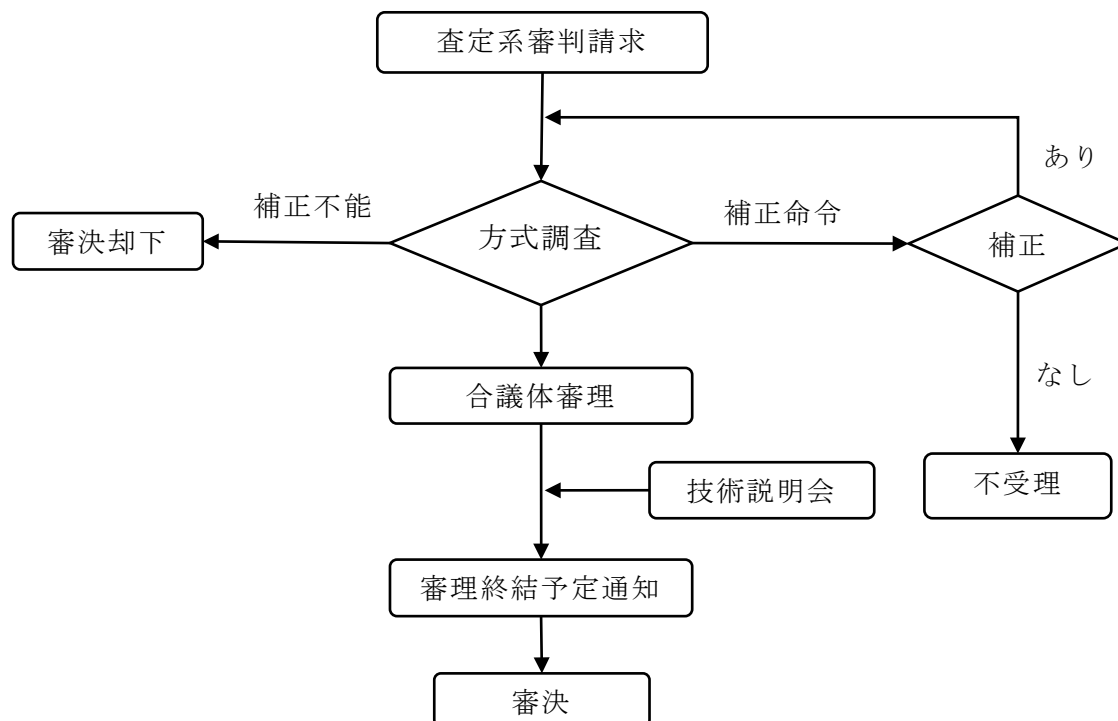 査定系審判請求
あり
補正不能
補正命令
審決却下
方式調査
補正
なし
合議体審理
技術説明会
不受理
審理終結予定通知
審決